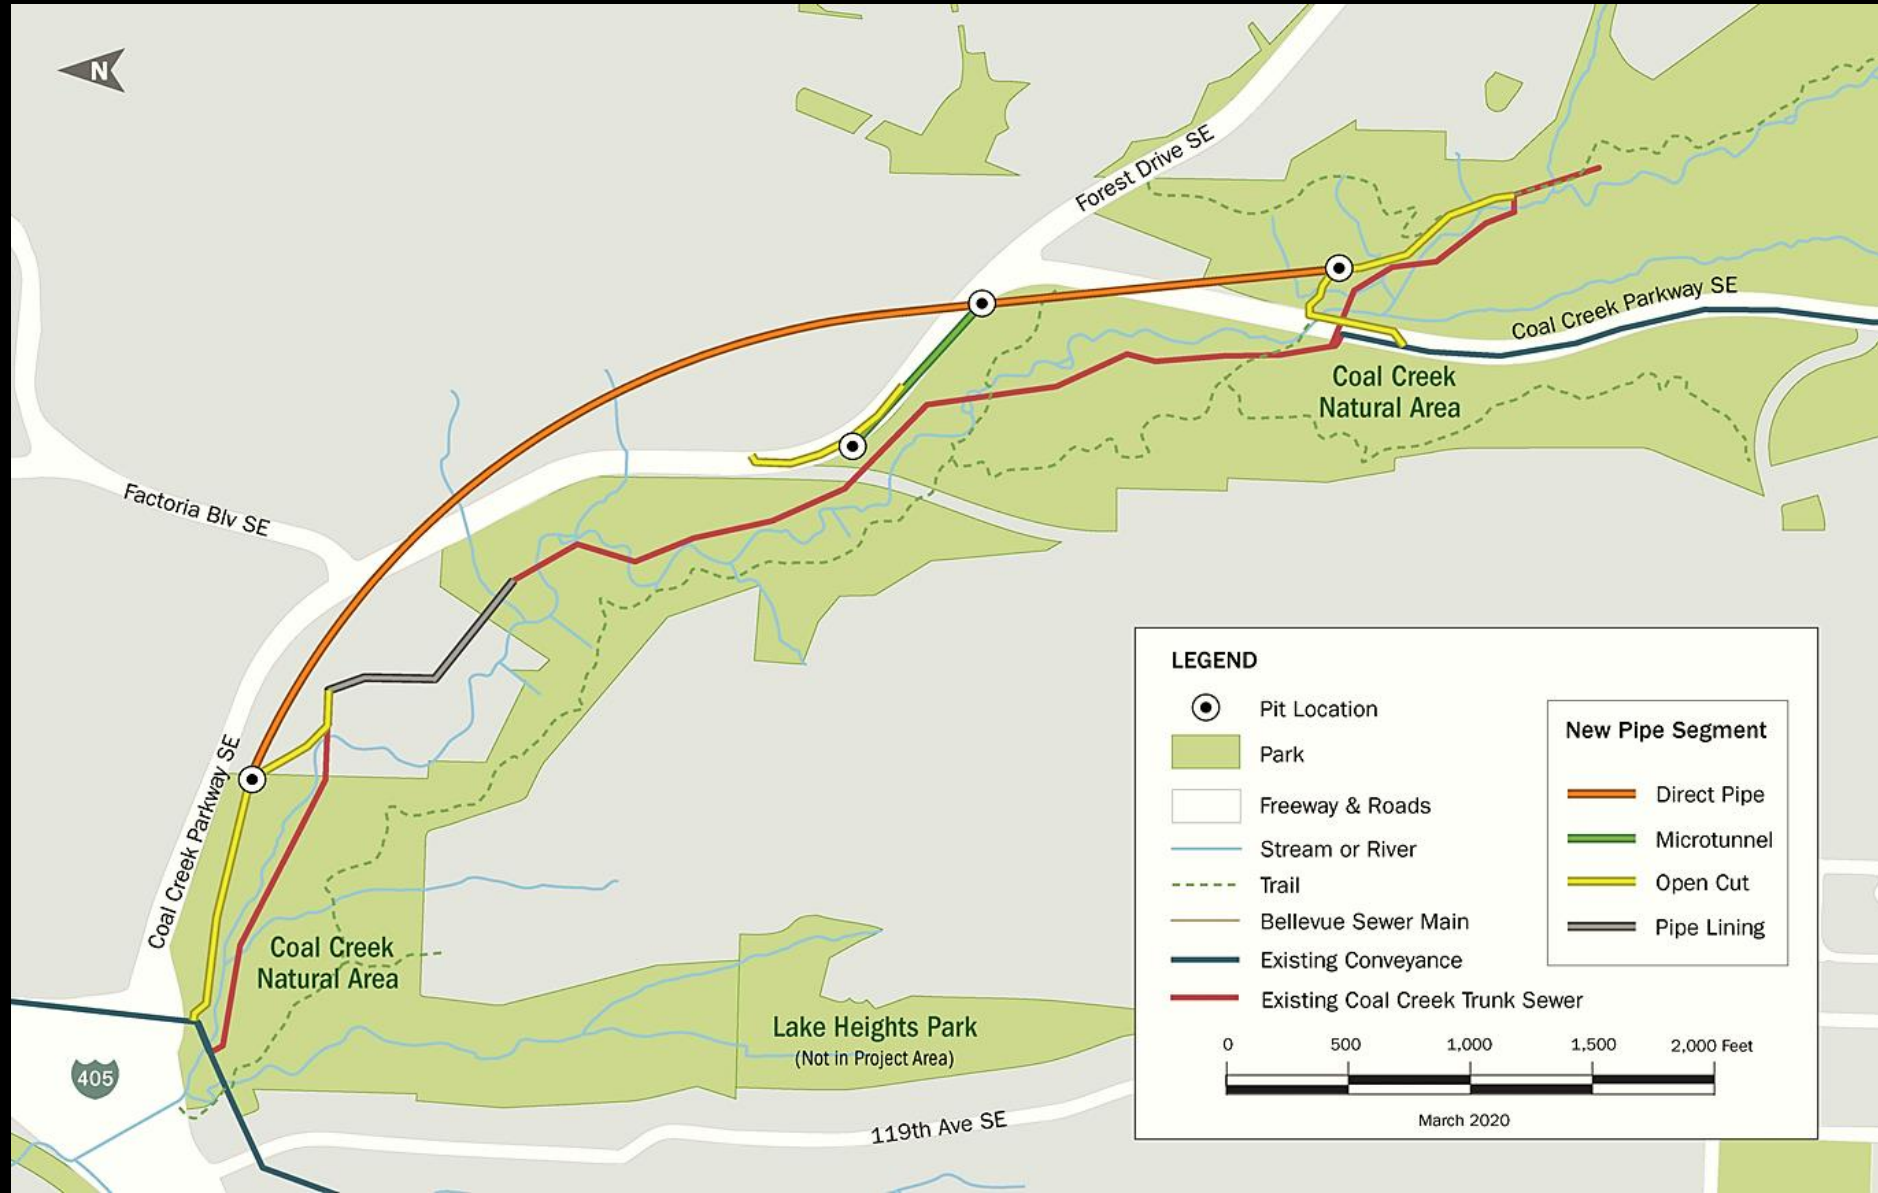 N
Forest Drive SE
Coal Creek Parkway SE
Coal Creek
Natural Area
Factoria Blv SE
Coal Creek Parkway SE
Coal Creek
Natural Area
Lake Heights Park
(Not in Project Area)
405
119th Ave SE
LEGEND
Pit Location
Park
Freeway & Roads
Stream or River
Trail
Bellevue Sewer Main
Existing Conveyance
Existing Coal Creek Trunk Sewer
New Pipe Segment
Direct Pipe
Microtunnel
Open Cut
Pipe Lining
0 500 1,000 1,500 2,000 Feet
March 2020